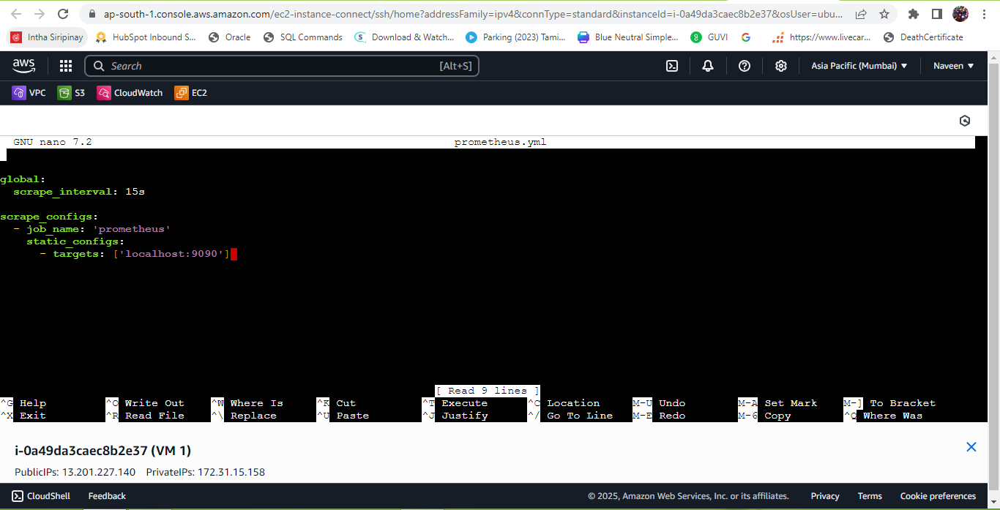 ap-south-1.console.aws.amazon.com/ec2-instance-connect/ssh/home?addressFamily=ipv4&connType=standard&instanceId=i-0a49da3caec8b2e37&osUser=ubu...
Intha Siripinay
HubSpot Inbound S...
Oracle
SQL Commands
Download & Watch...
Parking (2023) Tami...
Blue Neutral Simple...
GUVI
https://www.livecar...
DeathCertificate
aws
Search
[Alt+S]
Asia Pacific (Mumbai)
Naveen
VPC
S3
CloudWatch
EC2
GNU nano 7.2 prometheus.yml
global:
  scrape_interval: 15s
scrape_configs:
  - job_name: 'prometheus'
    static_configs:
      - targets: ['localhost:9090']
[ Read 9 lines ]
^G Help ^O Write Out ^W Where Is ^K Cut ^T Execute ^C Location M-U Undo M-A Set Mark M-] To Bracket
^X Exit ^R Read File ^\ Replace ^U Paste ^J Justify ^/ Go To Line M-E Redo M-6 Copy ^Q Where Was
i-0a49da3caec8b2e37 (VM 1)
PublicIPs: 13.201.227.140 PrivateIPs: 172.31.15.158
CloudShell
Feedback
© 2025, Amazon Web Services, Inc. or its affiliates.
Privacy
Terms
Cookie preferences